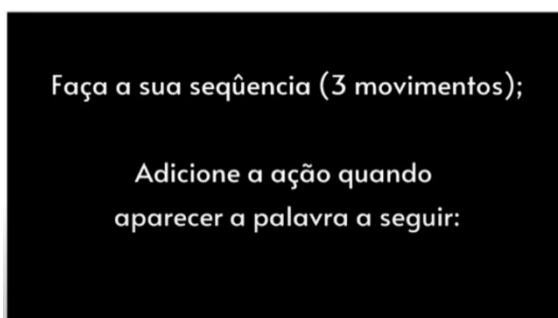 Faça a sua seqûencia (3 movimentos);
Adicione a ação quando
aparecer a palavra a seguir: